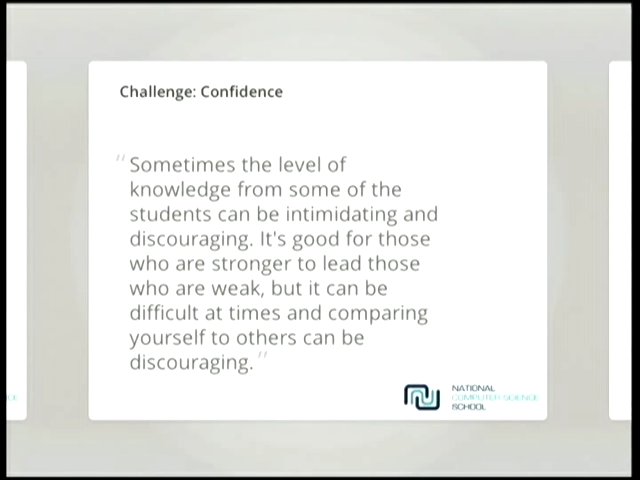 Challenge: Confidence
"Sometimes the level of
knowledge from some of the
students can be intimidating and
discouraging. It's good for those
who are stronger to lead those
who are weak, but it can be
difficult at times and comparing
yourself to others can be
discouraging."
NATIONAL
COMPUTER SCIENCE
SCHOOL